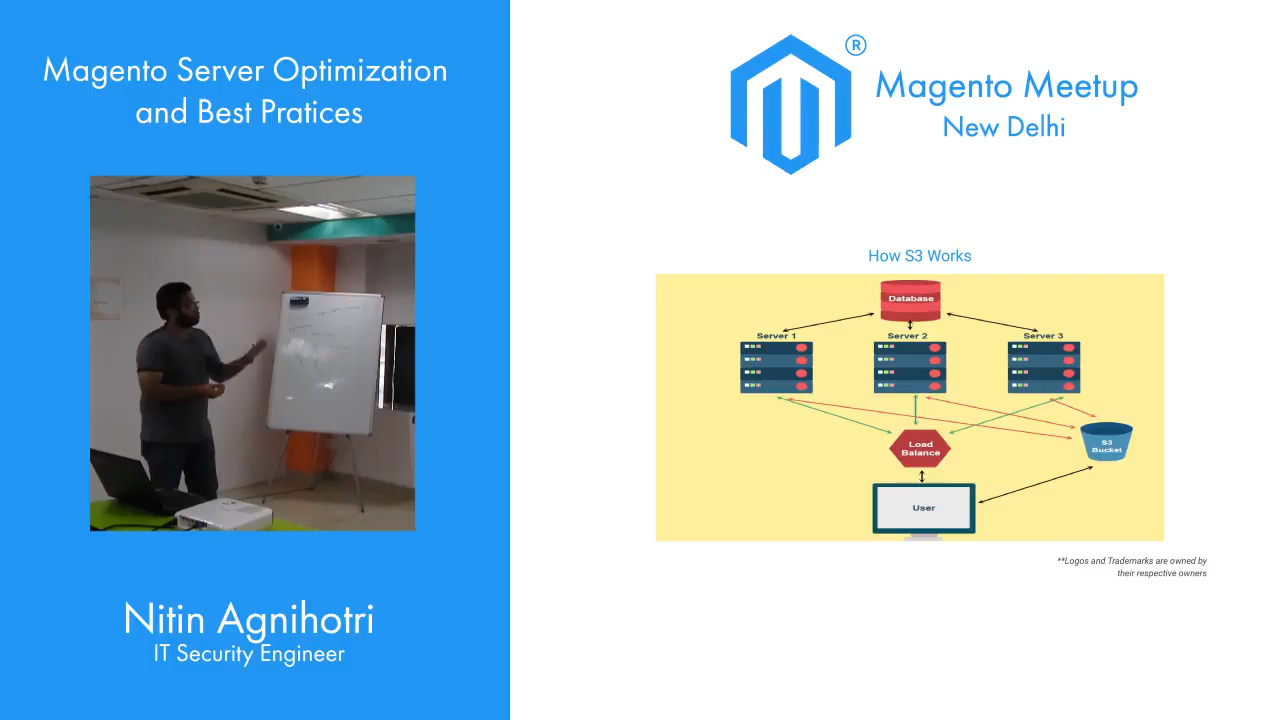 Magento Server Optimization
and Best Pratices
Nitin Agnihotri
IT Security Engineer
®
Magento Meetup
New Delhi
How S3 Works
Database
Server 1
Server 2
Server 3
Load
Balance
S3
Bucket
User
**Logos and Trademarks are owned by
their respective owners